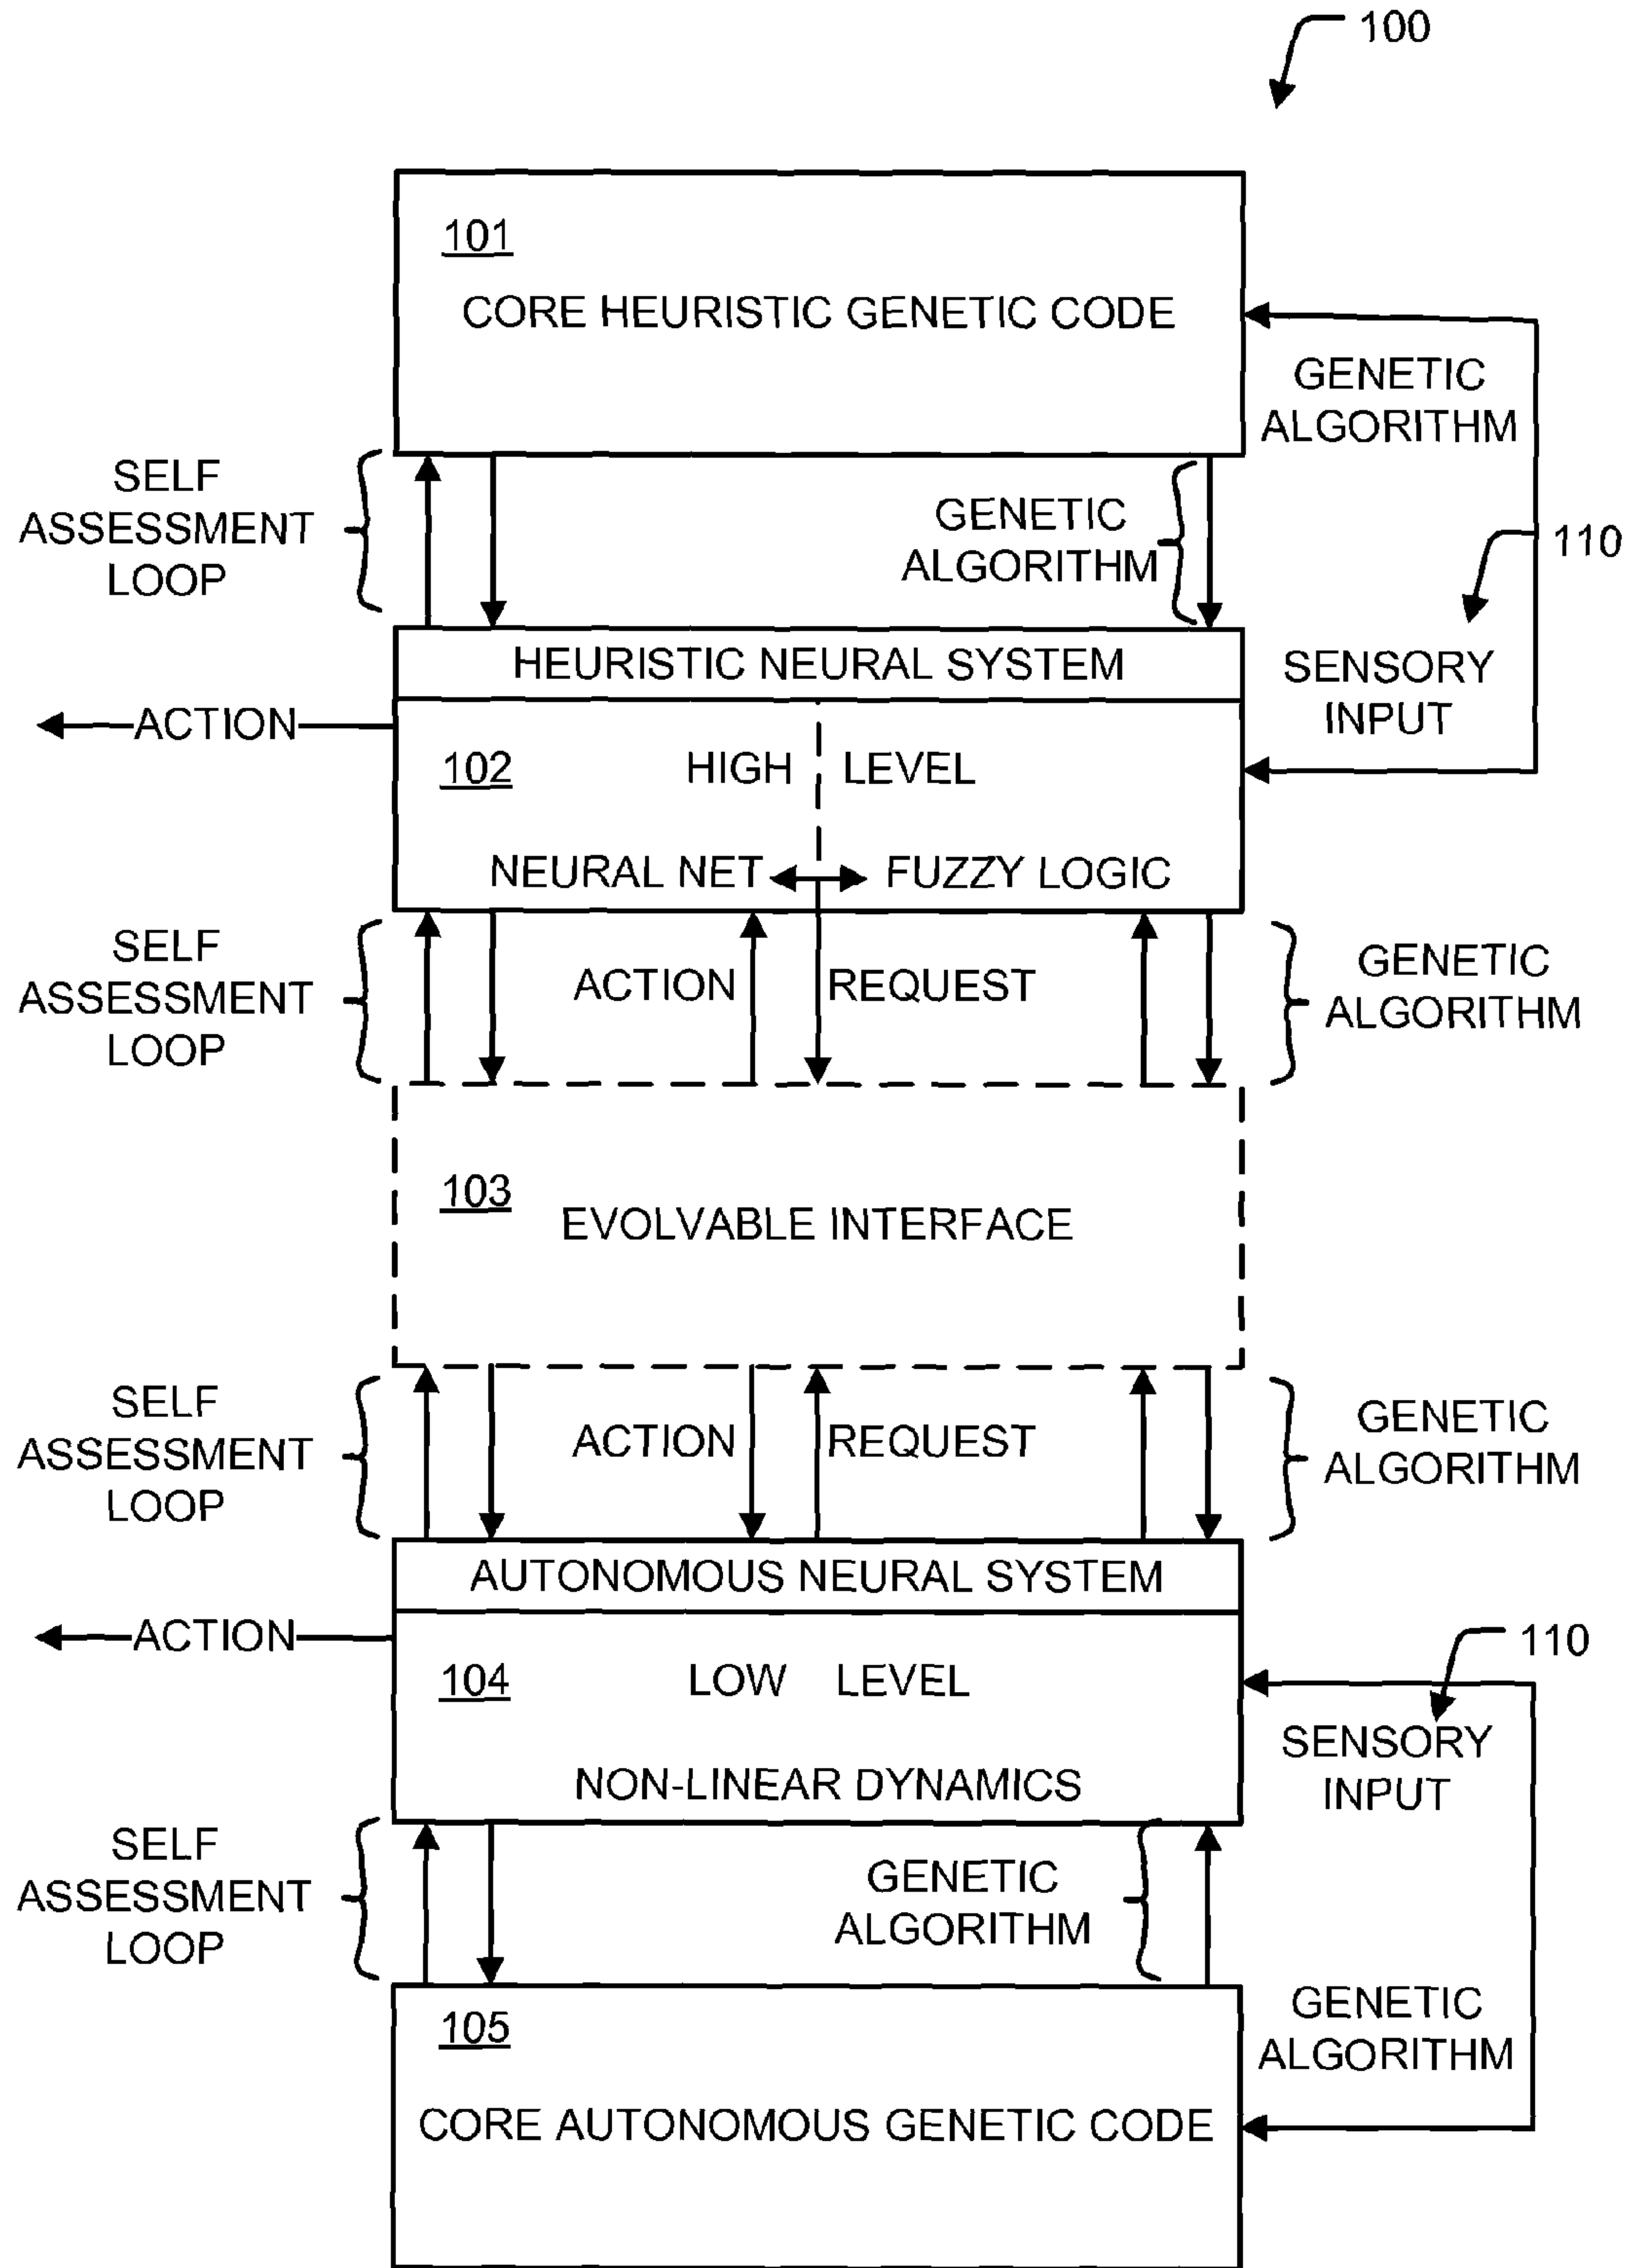 100
101
CORE HEURISTIC GENETIC CODE
GENETIC
ALGORITHM
SELF
ASSESSMENT
LOOP
GENETIC
ALGORITHM
110
HEURISTIC NEURAL SYSTEM
SENSORY
INPUT
ACTION
102
HIGH LEVEL
NEURAL NET FUZZY LOGIC
SELF
ASSESSMENT
LOOP
ACTION REQUEST
GENETIC
ALGORITHM
103
EVOLVABLE INTERFACE
SELF
ASSESSMENT
LOOP
ACTION REQUEST
GENETIC
ALGORITHM
AUTONOMOUS NEURAL SYSTEM
ACTION
110
104
LOW LEVEL
SENSORY
INPUT
NON-LINEAR DYNAMICS
SELF
ASSESSMENT
LOOP
GENETIC
ALGORITHM
GENETIC
ALGORITHM
105
CORE AUTONOMOUS GENETIC CODE